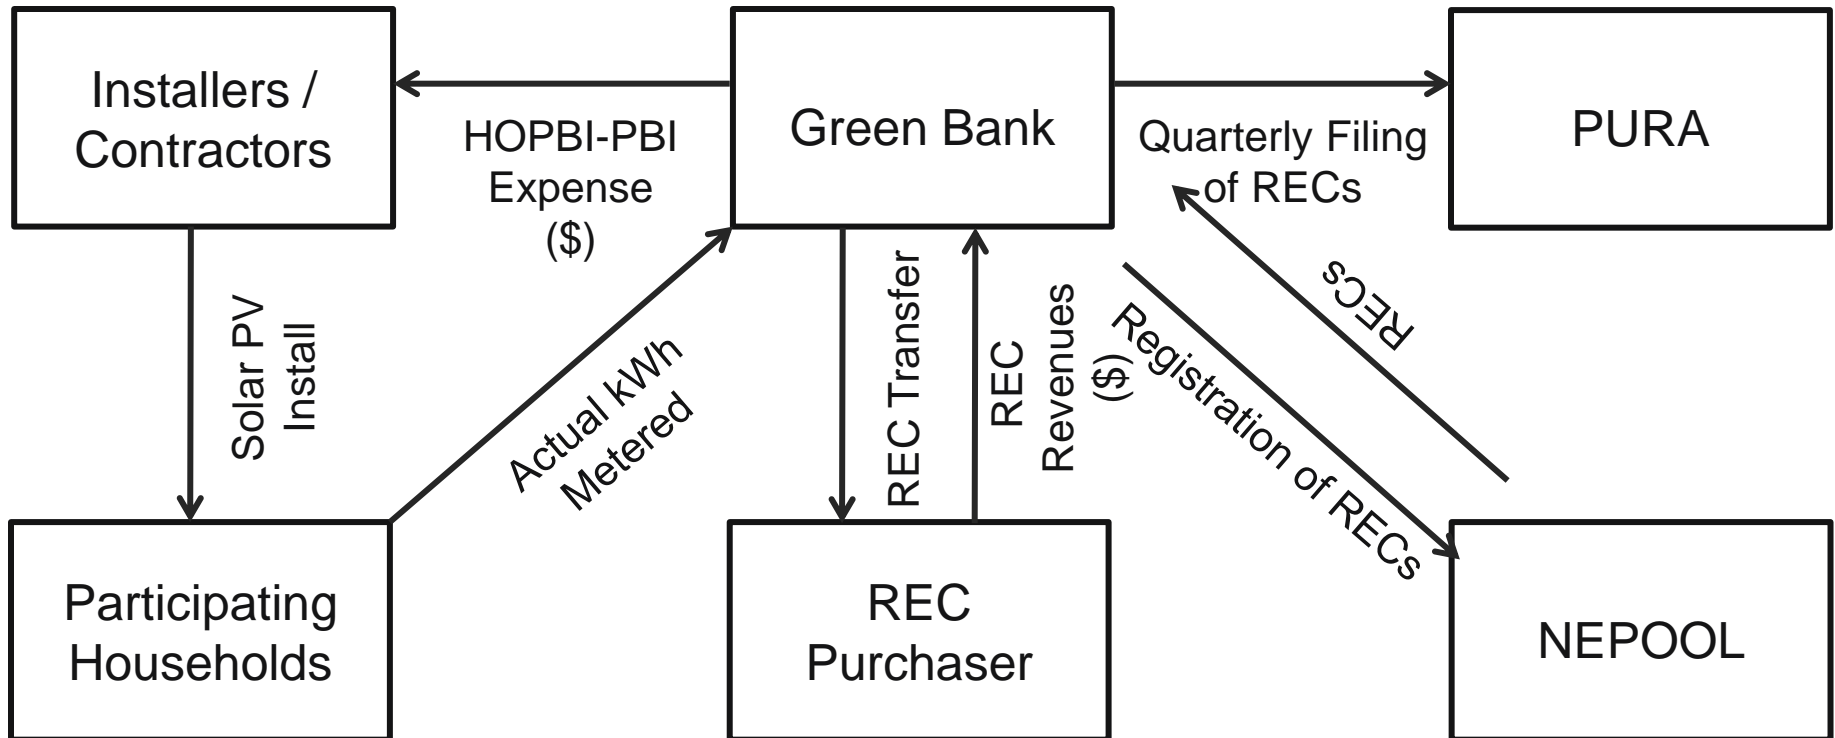 Installers /
Contractors
HOPBI-PBI
Expense
($)
Green Bank
Quarterly Filing
of RECs
PURA
Solar PV
Install
Actual kWh
Metered
REC Transfer
REC
Revenues
($)
RECs
Registration of RECs
Participating
Households
REC
Purchaser
NEPOOL